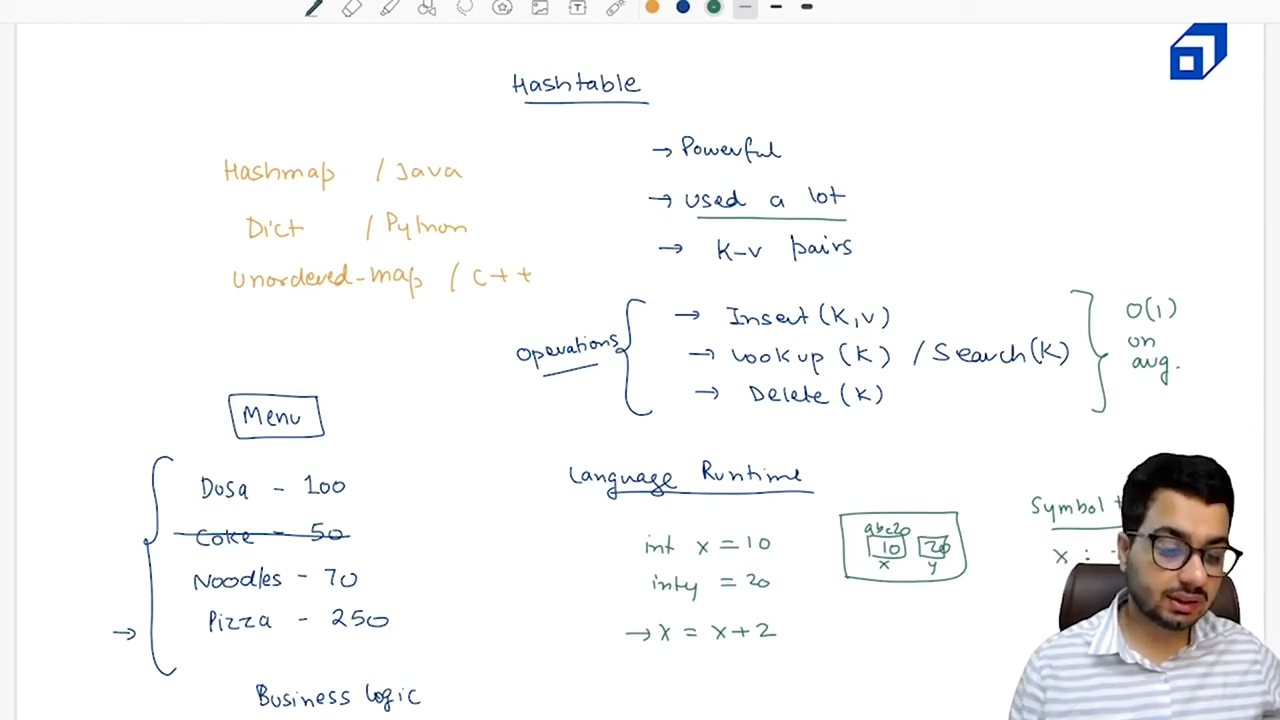 Hashtable
Hashmap / Java
Dict / Python
unordered-map / C++
→ Powerful
→ used a lot
→ K-V pairs
Operations
→ Insert (K,V)
→ Lookup (K) / Search (K)
→ Delete (K)
O(1)
on
avg.
Menu
Dosa - 100
Coke - 50
Noodles - 70
→ Pizza - 250
Business logic
Language Runtime
int x = 10
int y = 20
→ x = x + 2
abc20
10 20
x y
Symbol
x :